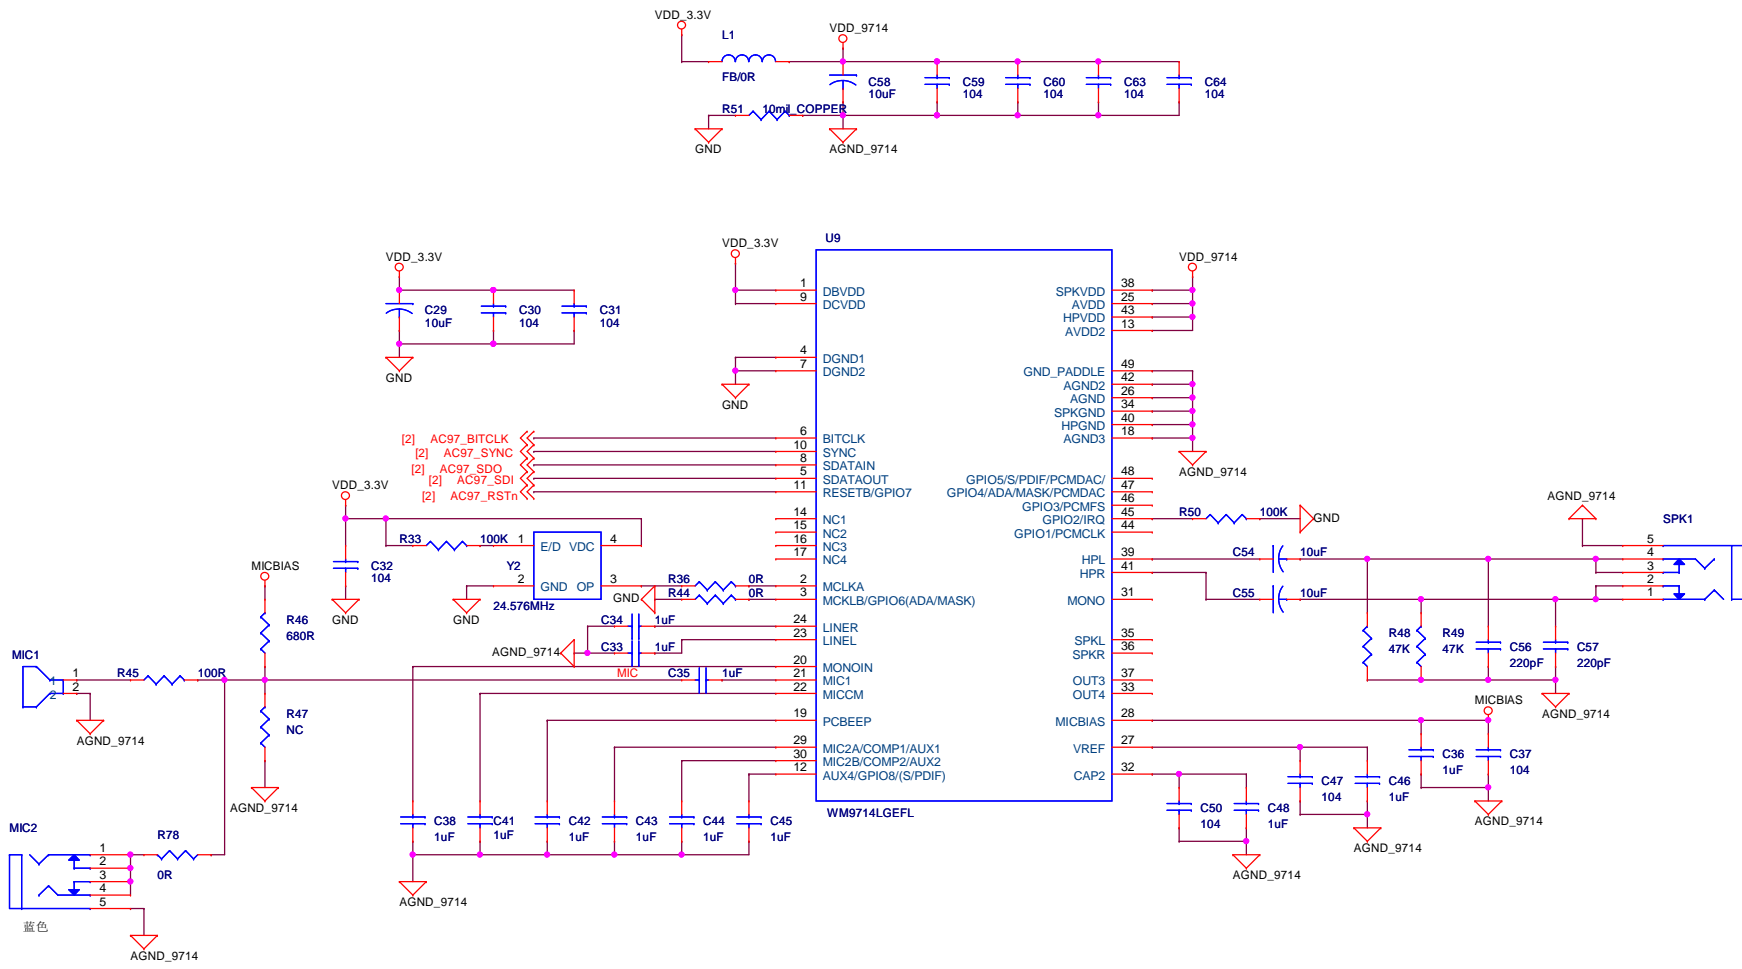 VDD_3.3V
L1
VDD_9714
FB/0R
C58
10uF
C59
104
C60
104
C63
104
C64
104
R51
10mil_COPPER
GND
AGND_9714
U9
VDD_3.3V
VDD_3.3V
VDD_9714
C29
10uF
C30
104
C31
104
GND
GND
1
DBVDD
9
DCVDD
4
DGND1
7
DGND2
6
BITCLK
10
SYNC
8
SDATAIN
5
SDATAOUT
11
RESETB/GPIO7
14
NC1
15
NC2
16
NC3
17
NC4
2
MCLKA
3
MCKLB/GPIO6(ADA/MASK)
24
LINER
23
LINEL
20
MONOIN
21
MIC1
22
MICCM
19
PCBEEP
29
MIC2A/COMP1/AUX1
30
MIC2B/COMP2/AUX2
12
AUX4/GPIO8/(S/PDIF)
WM9714LGEFL
SPKVDD
38
AVDD
25
HPVDD
43
AVDD2
13
GND_PADDLE
49
AGND2
42
AGND
26
SPKGND
34
HPGND
40
AGND3
18
AGND_9714
GPIO5/S/PDIF/PCMDAC/
48
GPIO4/ADA/MASK/PCMDAC
47
GPIO3/PCMFS
46
GPIO2/IRQ
45
GPIO1/PCMCLK
44
HPL
39
HPR
41
MONO
31
SPKL
35
SPKR
36
OUT3
37
OUT4
33
MICBIAS
28
VREF
27
CAP2
32
[2] AC97_BITCLK
[2] AC97_SYNC
[2] AC97_SDO
[2] AC97_SDI
[2] AC97_RSTn
VDD_3.3V
R33
100K
C32
104
GND
1
E/D
VDC
4
Y2
2
GND
OP
3
24.576MHz
GND
R36
0R
GND
R44
0R
C34
1uF
AGND_9714
C33
1uF
MIC
C35
1uF
MICBIAS
R46
680R
MIC1
1
2
1
2
R45
100R
AGND_9714
R47
NC
AGND_9714
MIC2
1
2
3
4
5
R78
0R
蓝色
AGND_9714
C38
1uF
C41
1uF
C42
1uF
C43
1uF
C44
1uF
C45
1uF
AGND_9714
R50
100K
GND
C54
10uF
C55
10uF
AGND_9714
SPK1
5
4
3
2
1
R48
47K
R49
47K
C56
220pF
C57
220pF
AGND_9714
MICBIAS
C36
1uF
C37
104
AGND_9714
C47
104
C46
1uF
AGND_9714
C50
104
C48
1uF
AGND_9714